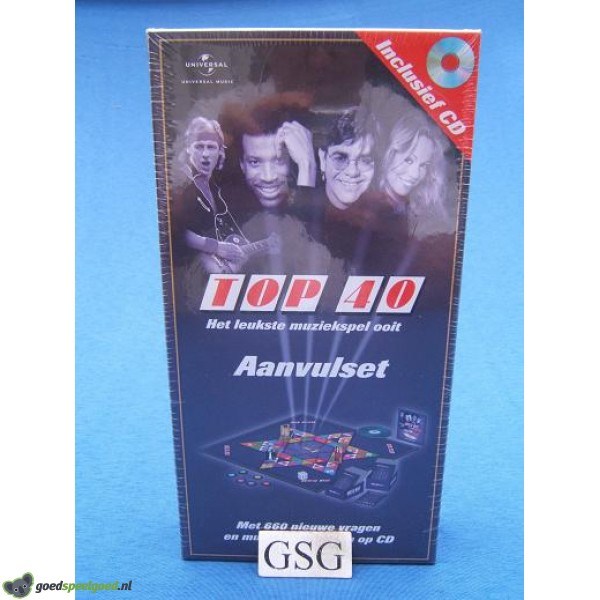 UNIVERSAL
UNIVERSAL MUSIC
Inclusief CD
TOP 40
Het leukste muziekspel ooit
Aanvulset
Met 660 nieuwe vragen
en op CD
GSG
goedspeelgoed.nl